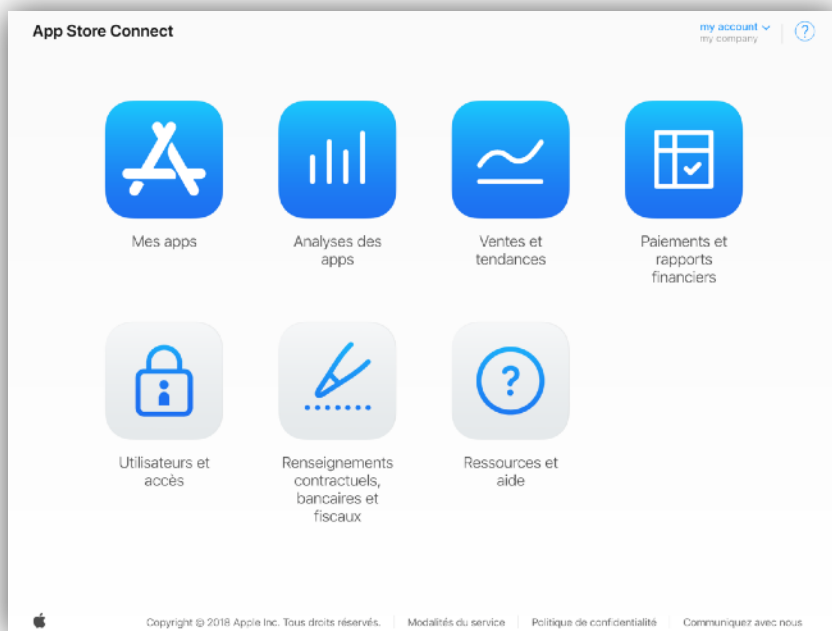 App Store Connect
my account
my company
?
Mes apps
Analyses des
apps
Ventes et
tendances
Paiements et
rapports
financiers
Utilisateurs et
accès
Renseignements
contractuels,
bancaires et
fiscaux
?
Ressources et
aide
Copyright © 2018 Apple Inc. Tous droits réservés.
Modalités du service
Politique de confidentialité
Communiquez avec nous